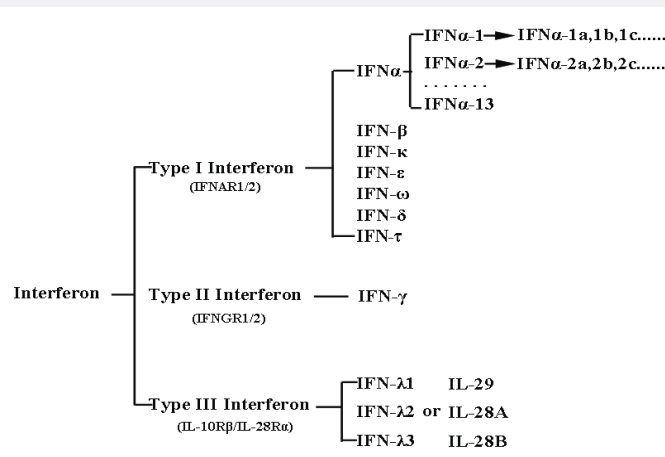 IFNα-1 IFNα-1a,1b,1c......
IFNα IFNα-2 IFNα-2a,2b,2c......
.......
IFNα-13
IFN-β
IFN-κ
Type I Interferon IFN-ε
(IFNAR1/2) IFN-ω
IFN-δ
IFN-τ
Interferon Type II Interferon IFN-γ
(IFNGR1/2)
IFN-λ1 IL-29
Type III Interferon IFN-λ2 or IL-28A
(IL-10Rβ/IL-28Rα)
IFN-λ3 IL-28B